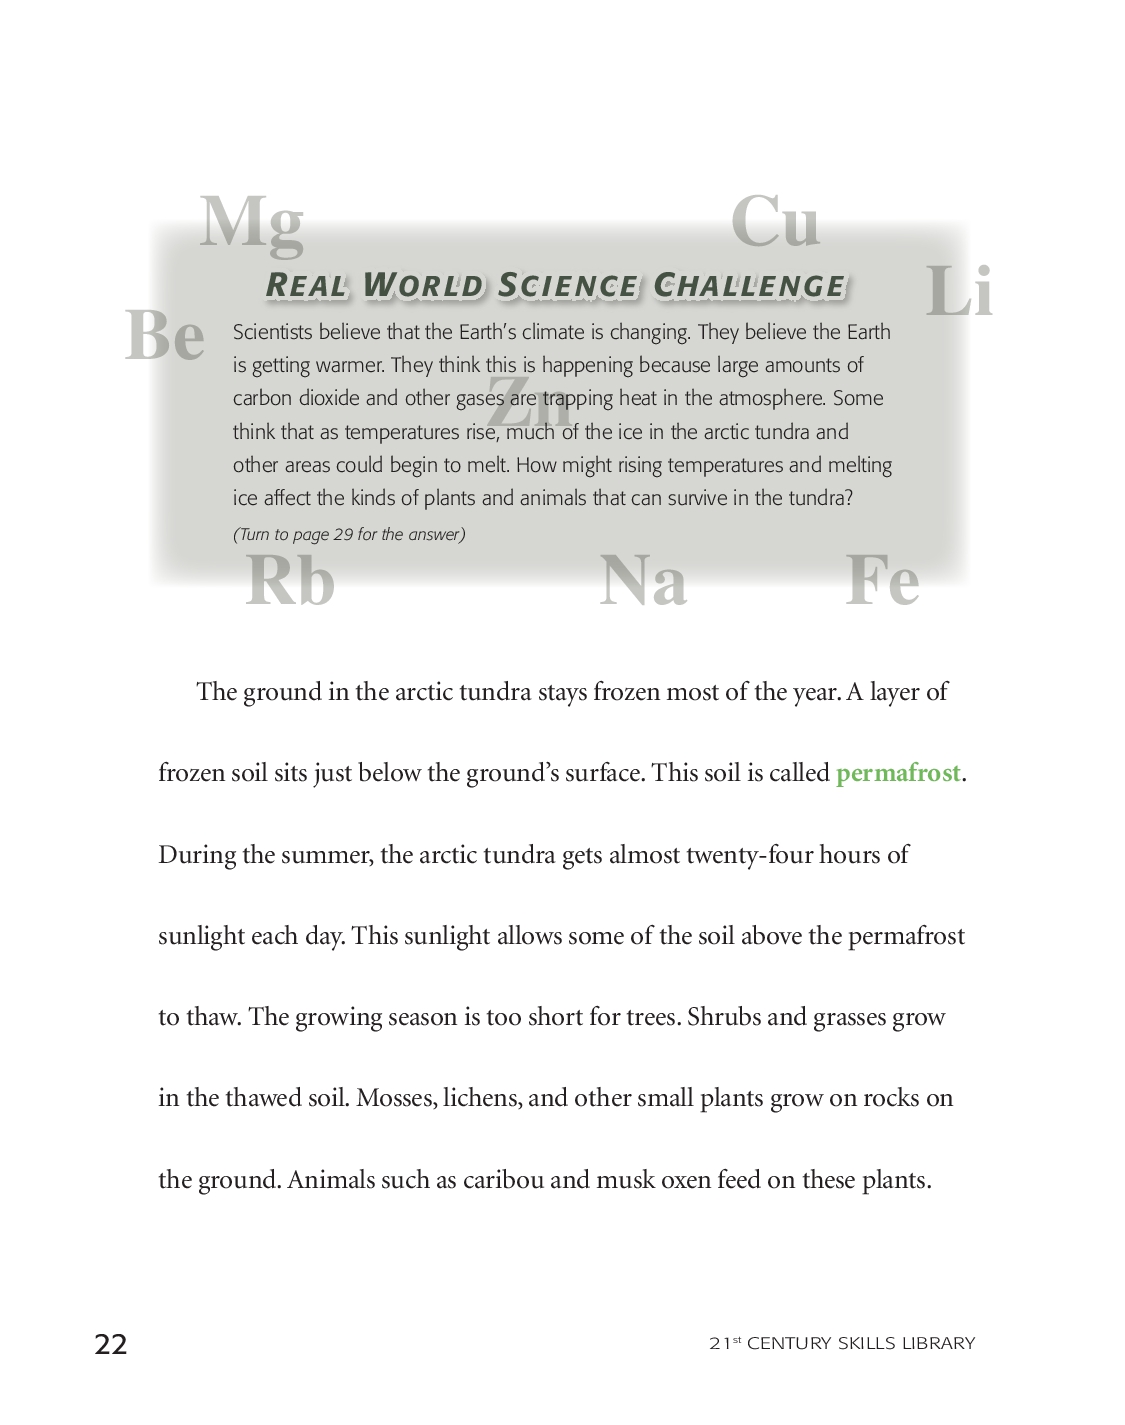 Mg
Cu
Li
Be
Zn
REAL WORLD SCIENCE CHALLENGE
Scientists believe that the Earth's climate is changing. They believe the Earth
is getting warmer. They think this is happening because large amounts of
carbon dioxide and other gases are trapping heat in the atmosphere. Some
think that as temperatures rise, much of the ice in the arctic tundra and
other areas could begin to melt. How might rising temperatures and melting
ice affect the kinds of plants and animals that can survive in the tundra?
(Turn to page 29 for the answer)
Rb
Na
Fe
The ground in the arctic tundra stays frozen most of the year. A layer of
frozen soil sits just below the ground's surface. This soil is called permafrost.
During the summer, the arctic tundra gets almost twenty-four hours of
sunlight each day. This sunlight allows some of the soil above the permafrost
to thaw. The growing season is too short for trees. Shrubs and grasses grow
in the thawed soil. Mosses, lichens, and other small plants grow on rocks on
the ground. Animals such as caribou and musk oxen feed on these plants.
22
21st CENTURY SKILLS LIBRARY